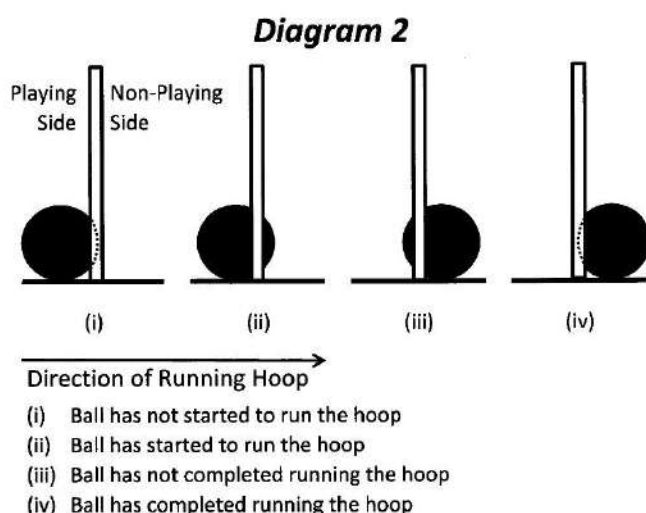 Diagram 2
Playing Non-Playing
Side Side
(i) (ii) (iii) (iv)
Direction of Running Hoop
(i) Ball has not started to run the hoop
(ii) Ball has started to run the hoop
(iii) Ball has not completed running the hoop
(iv) Ball has completed running the hoop